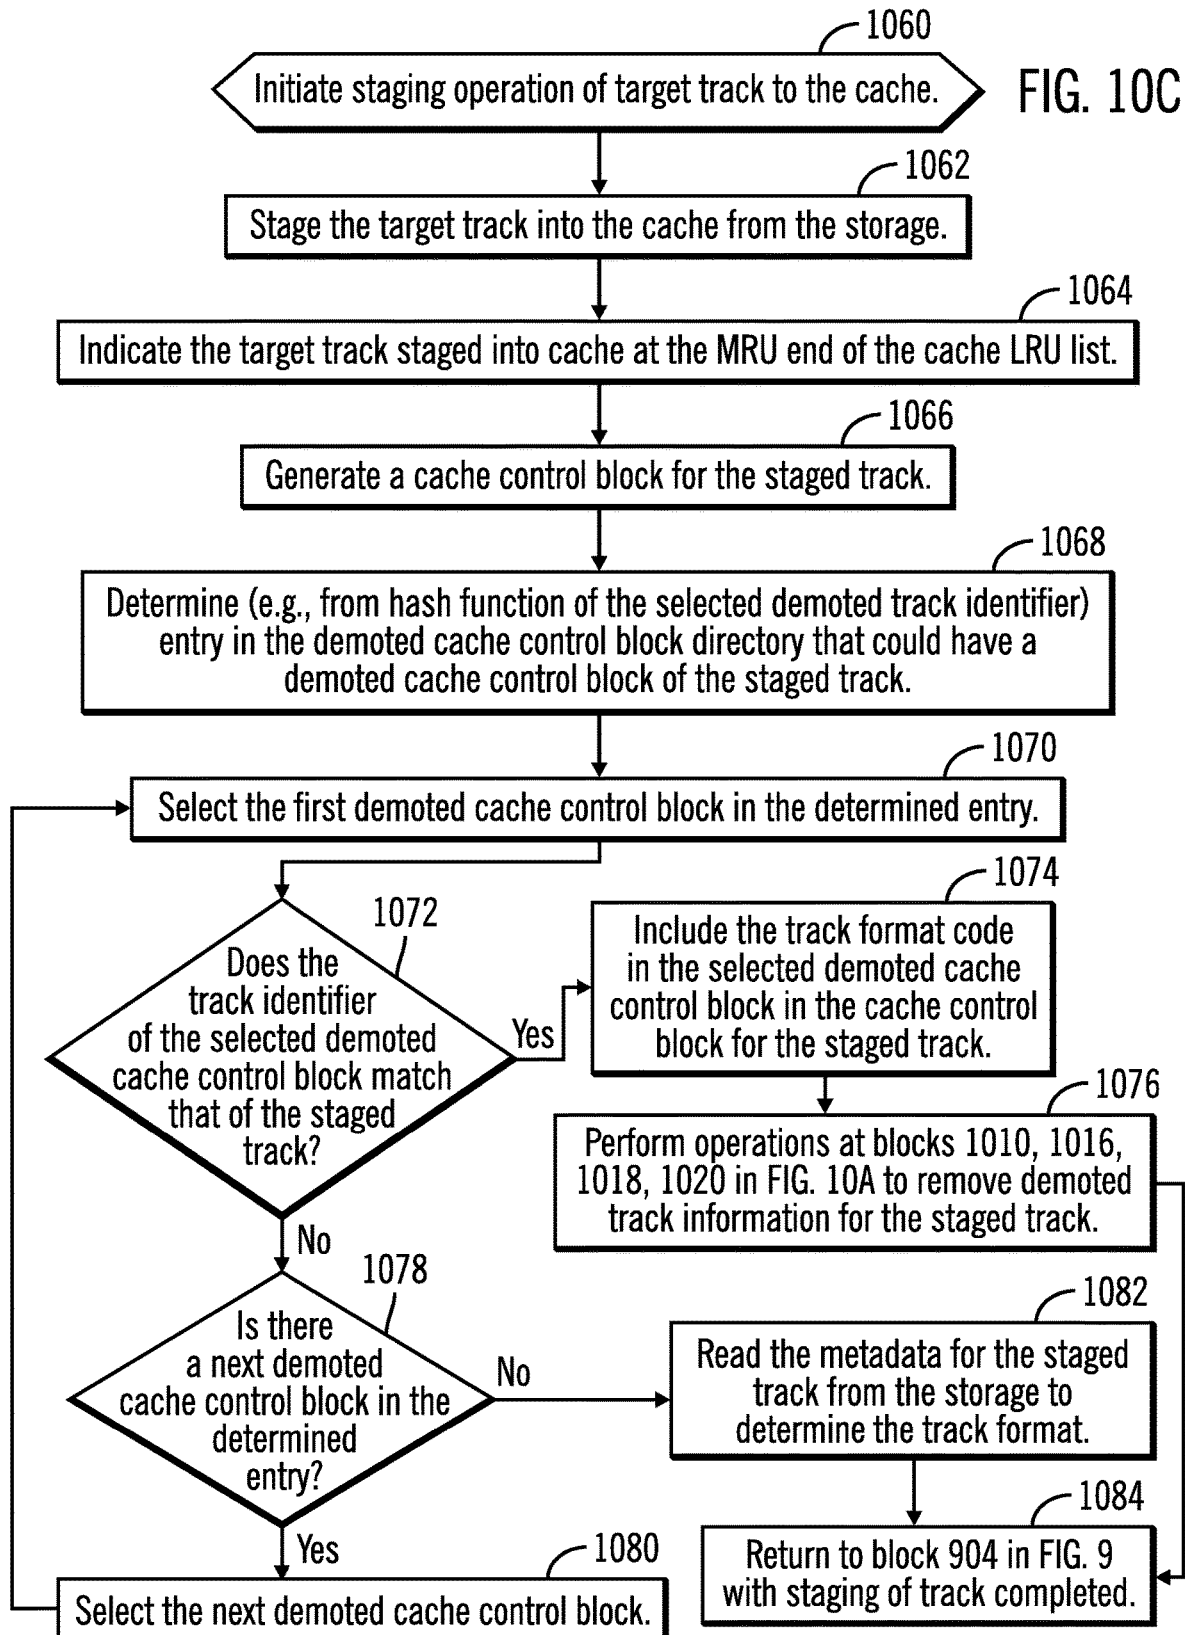 1060
Initiate staging operation of target track to the cache.
FIG. 10C
1062
Stage the target track into the cache from the storage.
1064
Indicate the target track staged into cache at the MRU end of the cache LRU list.
1066
Generate a cache control block for the staged track.
1068
Determine (e.g., from hash function of the selected demoted track identifier)
entry in the demoted cache control block directory that could have a
demoted cache control block of the staged track.
1070
Select the first demoted cache control block in the determined entry.
1072
Does the
track identifier
of the selected demoted
cache control block match
that of the staged
track?
Yes
No
1074
Include the track format code
in the selected demoted cache
control block in the cache control
block for the staged track.
1076
Perform operations at blocks 1010, 1016,
1018, 1020 in FIG. 10A to remove demoted
track information for the staged track.
1078
Is there
a next demoted
cache control block in the
determined
entry?
No
Yes
1082
Read the metadata for the staged
track from the storage to
determine the track format.
1080
Select the next demoted cache control block.
1084
Return to block 904 in FIG. 9
with staging of track completed.